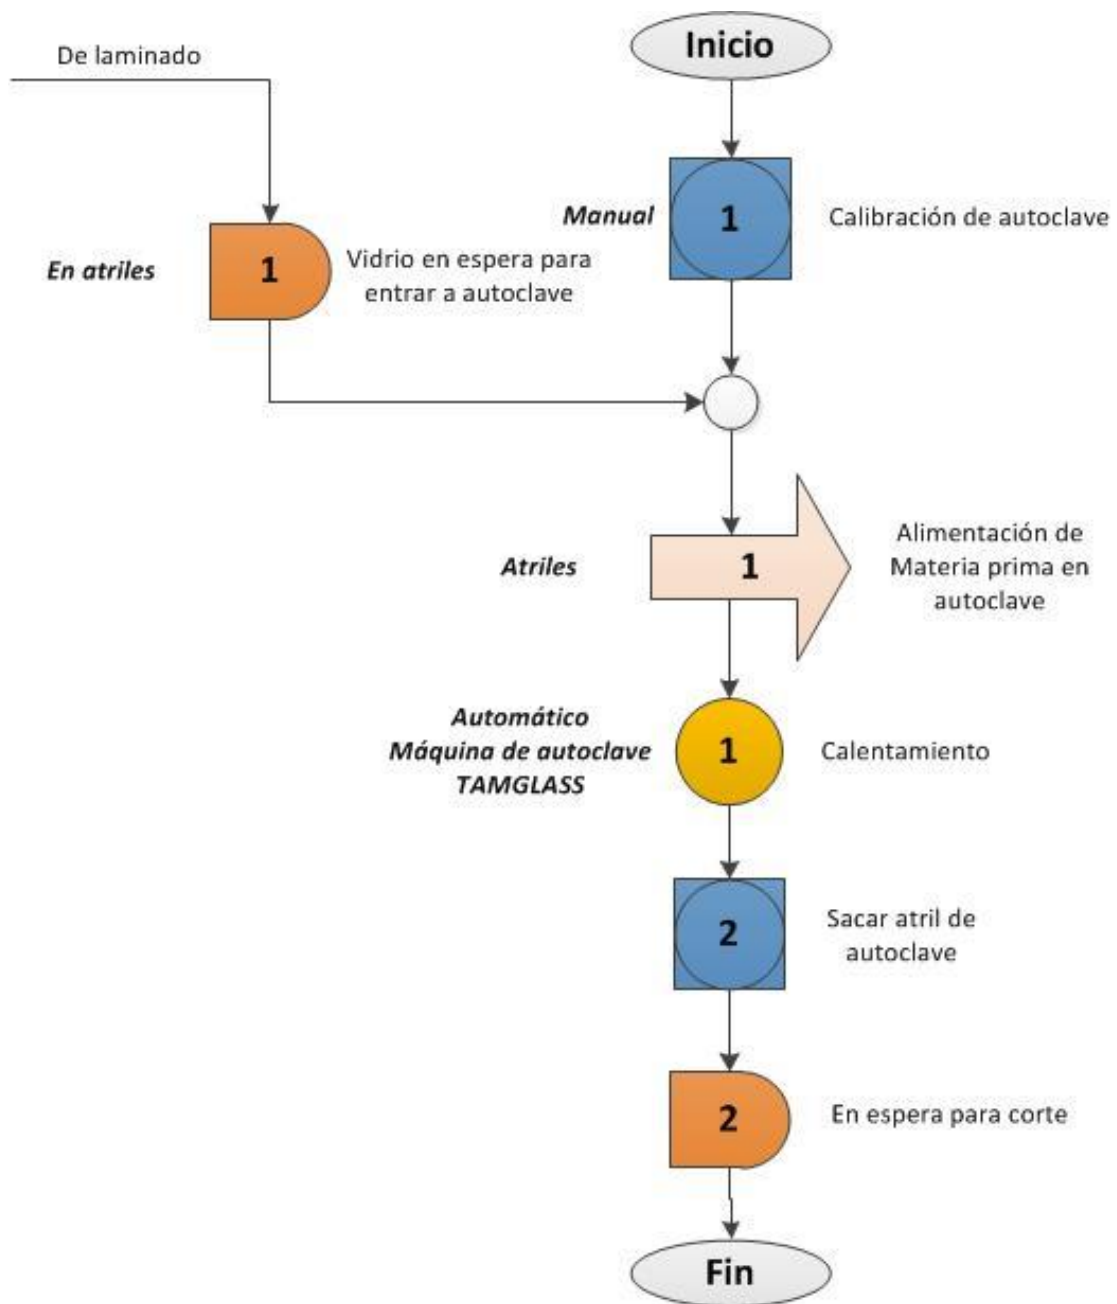 Inicio
De laminado
Manual
1
Calibración de autoclave
En atriles
1
Vidrio en espera para
entrar a autoclave
Atriles
1
Alimentación de
Materia prima en
autoclave
Automático
Máquina de autoclave
TAMGLASS
1
Calentamiento
2
Sacar atril de
autoclave
2
En espera para corte
Fin